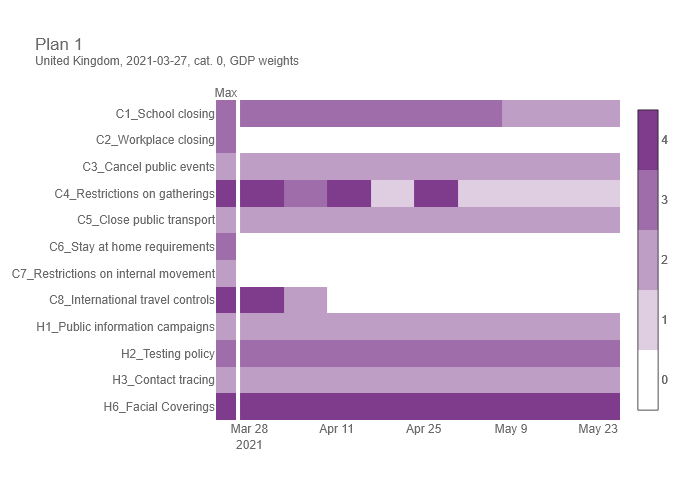 Plan 1
United Kingdom, 2021-03-27, cat. 0, GDP weights
Max
C1_School closing
C2_Workplace closing
C3_Cancel public events
C4_Restrictions on gatherings
C5_Close public transport
C6_Stay at home requirements
C7_Restrictions on internal movement
C8_International travel controls
H1_Public information campaigns
H2_Testing policy
H3_Contact tracing
H6_Facial Coverings
Mar 28 Apr 11 Apr 25 May 9 May 23
2021
4
3
2
1
0